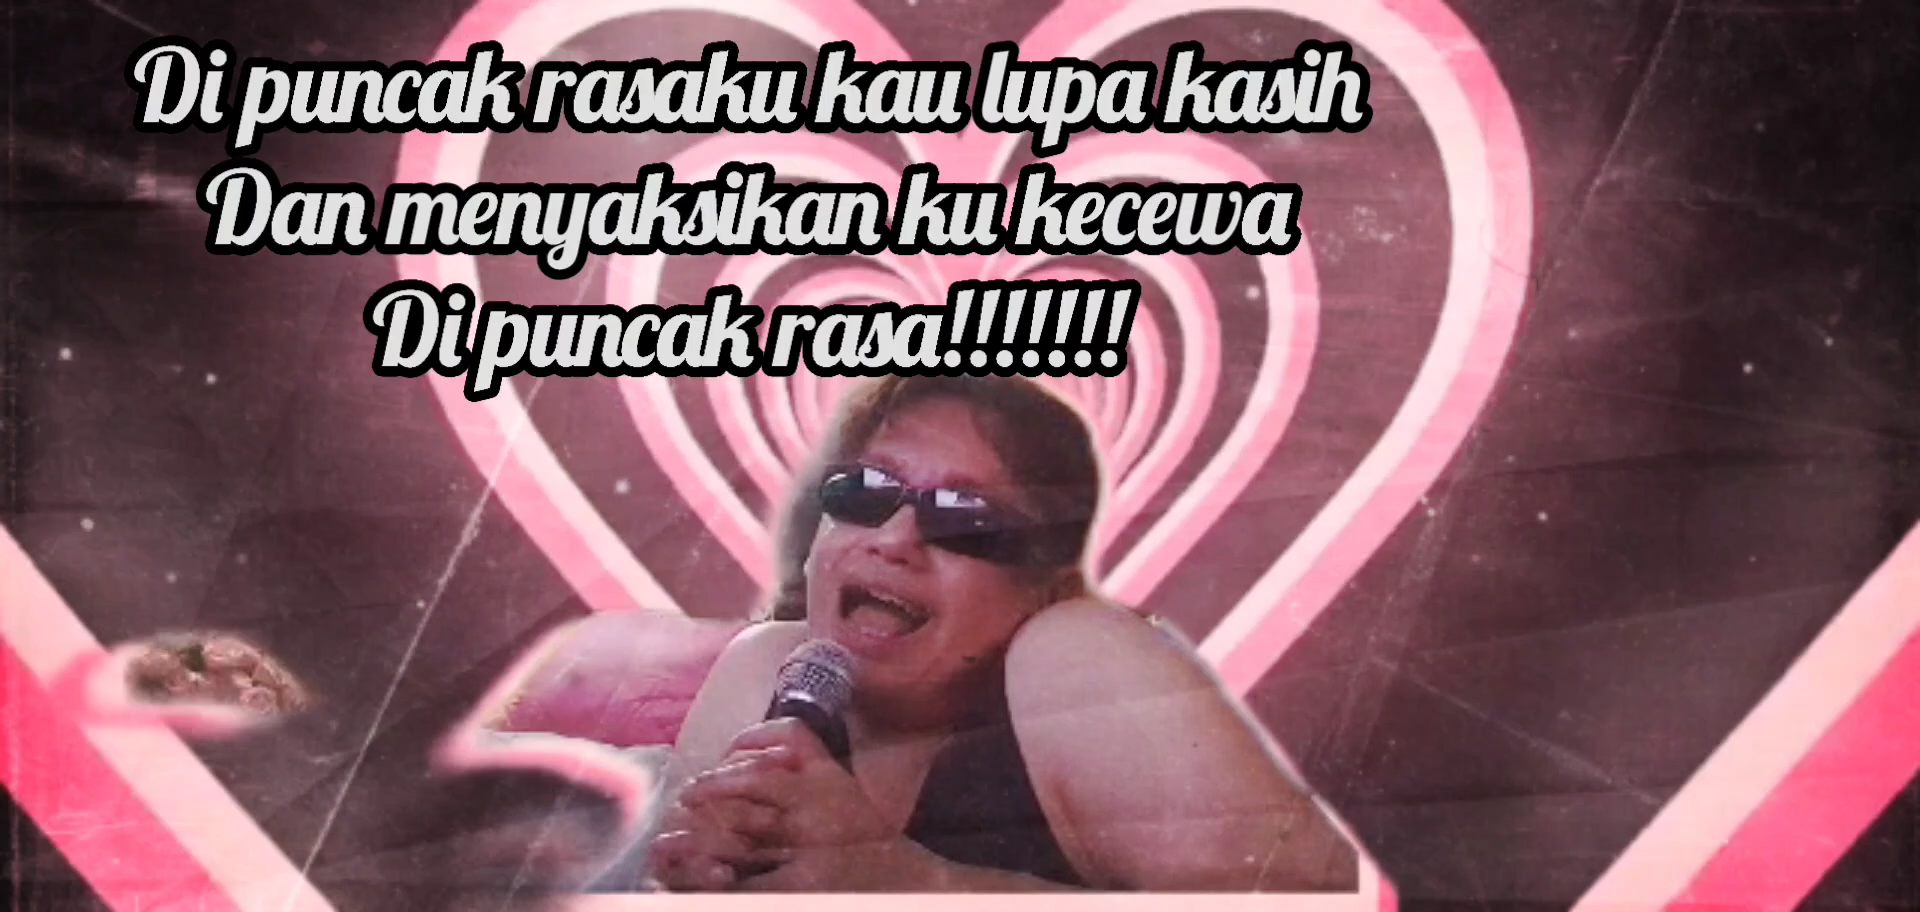 Di puncak rasaku kau lupa kasih
Dan menyaksikan ku kecewa
Di puncak rasa!!!!!!!